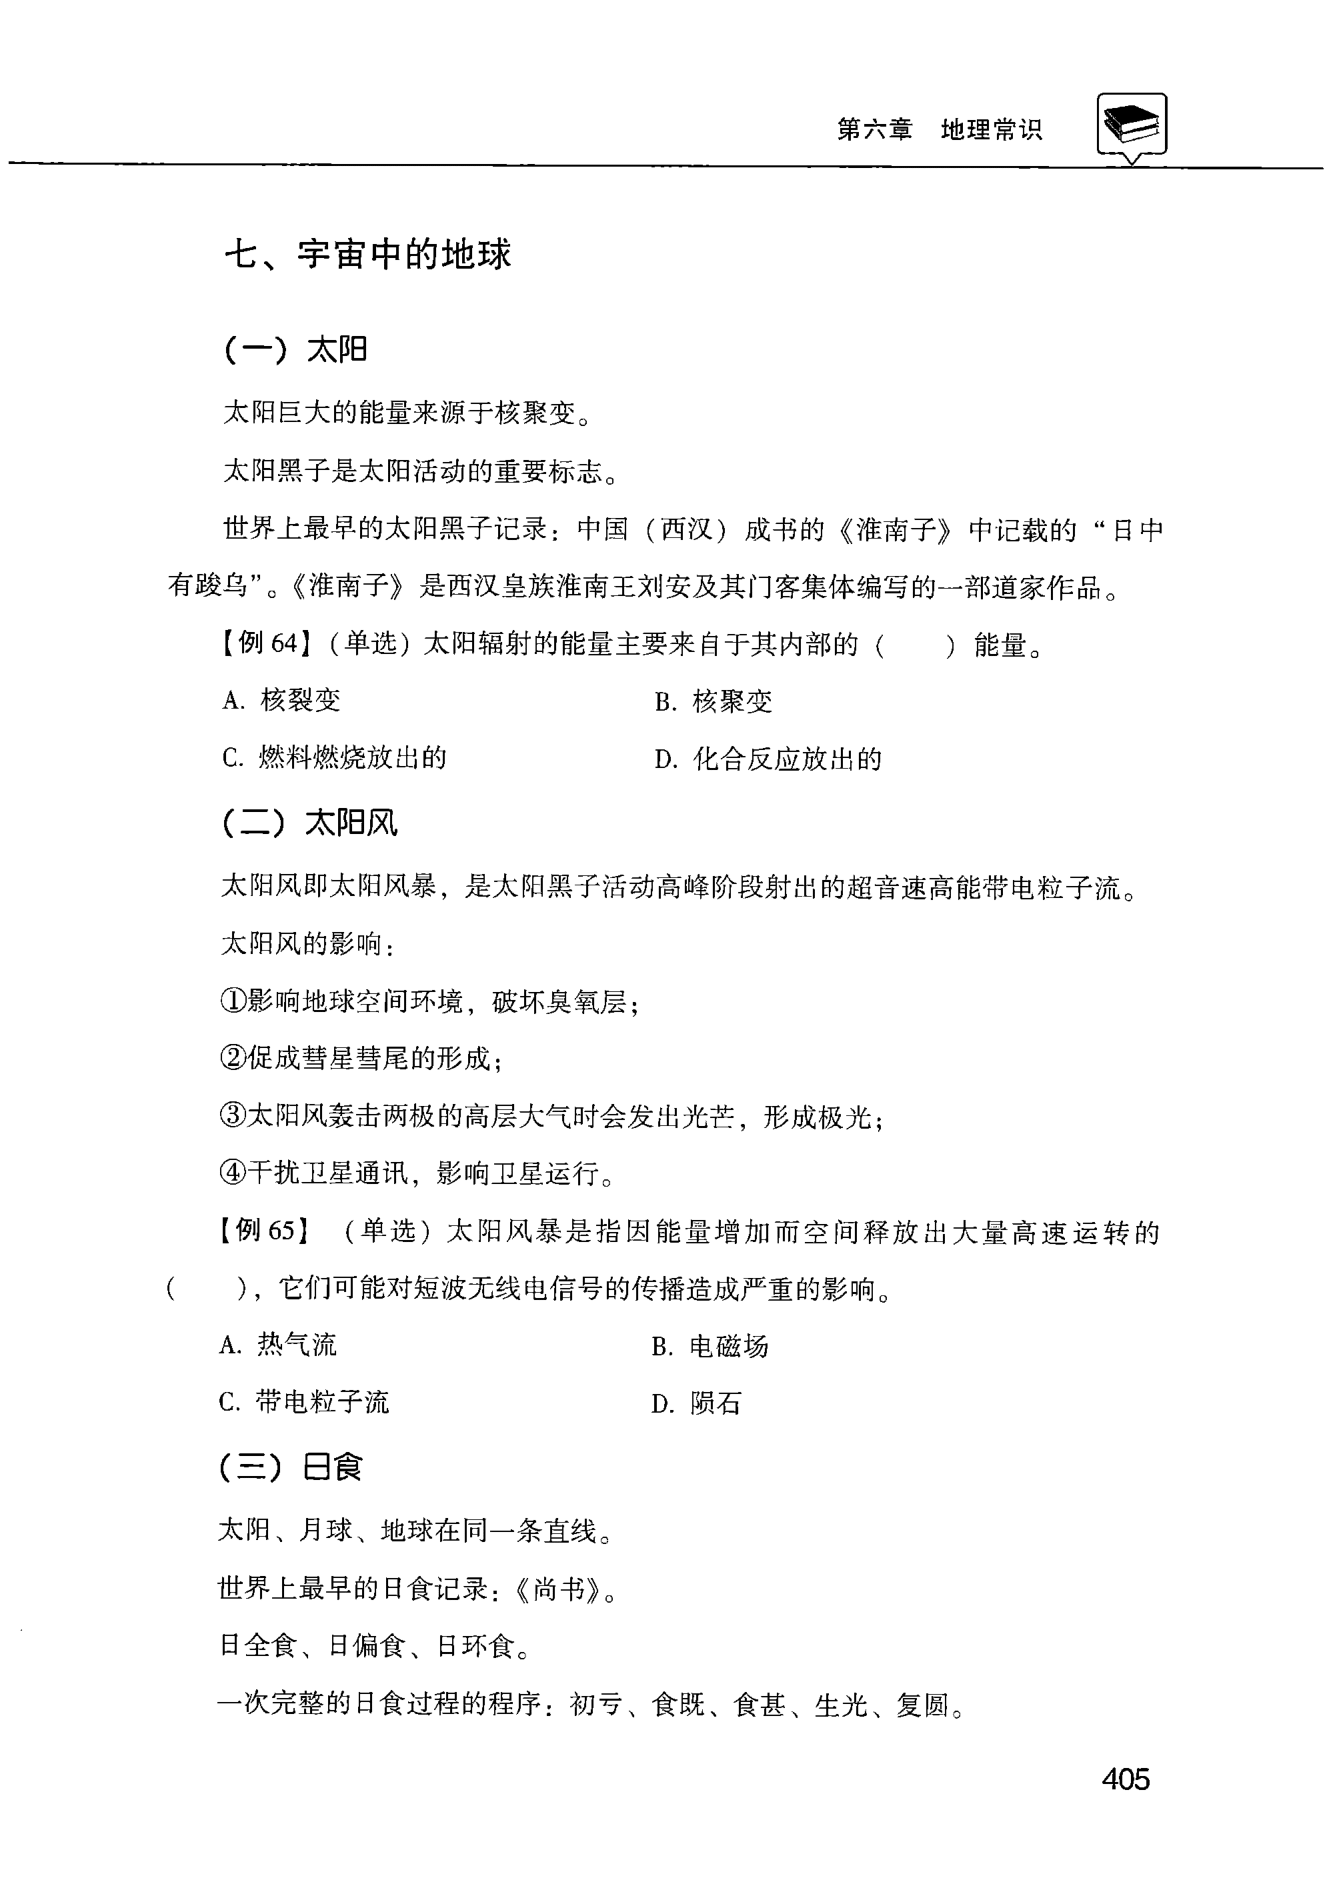 第六章 地理常识
七、宇宙中的地球
（一）太阳
太阳巨大的能量来源于核聚变。
太阳黑子是太阳活动的重要标志。
世界上最早的太阳黑子记录：中国（西汉）成书的《淮南子》中记载的“日中
有踆乌”。《淮南子》是西汉皇族淮南王刘安及其门客集体编写的一部道家作品。
【例 64】（单选）太阳辐射的能量主要来自于其内部的（　　）能量。
A. 核裂变　　B. 核聚变
C. 燃料燃烧放出的　　D. 化合反应放出的
（二）太阳风
太阳风即太阳风暴，是太阳黑子活动高峰阶段射出的超音速高能带电粒子流。
太阳风的影响：
①影响地球空间环境，破坏臭氧层；
②促成彗星彗尾的形成；
③太阳风轰击两极的高层大气时会发出光芒，形成极光；
④干扰卫星通讯，影响卫星运行。
【例 65】（单选）太阳风暴是指因能量增加而空间释放出大量高速运转的
（　　），它们可能对短波无线电信号的传播造成严重的影响。
A. 热气流　　B. 电磁场
C. 带电粒子流　　D. 陨石
（三）日食
太阳、月球、地球在同一条直线。
世界上最早的日食记录：《尚书》。
日全食、日偏食、日环食。
一次完整的日食过程的程序：初亏、食既、食甚、生光、复圆。
405